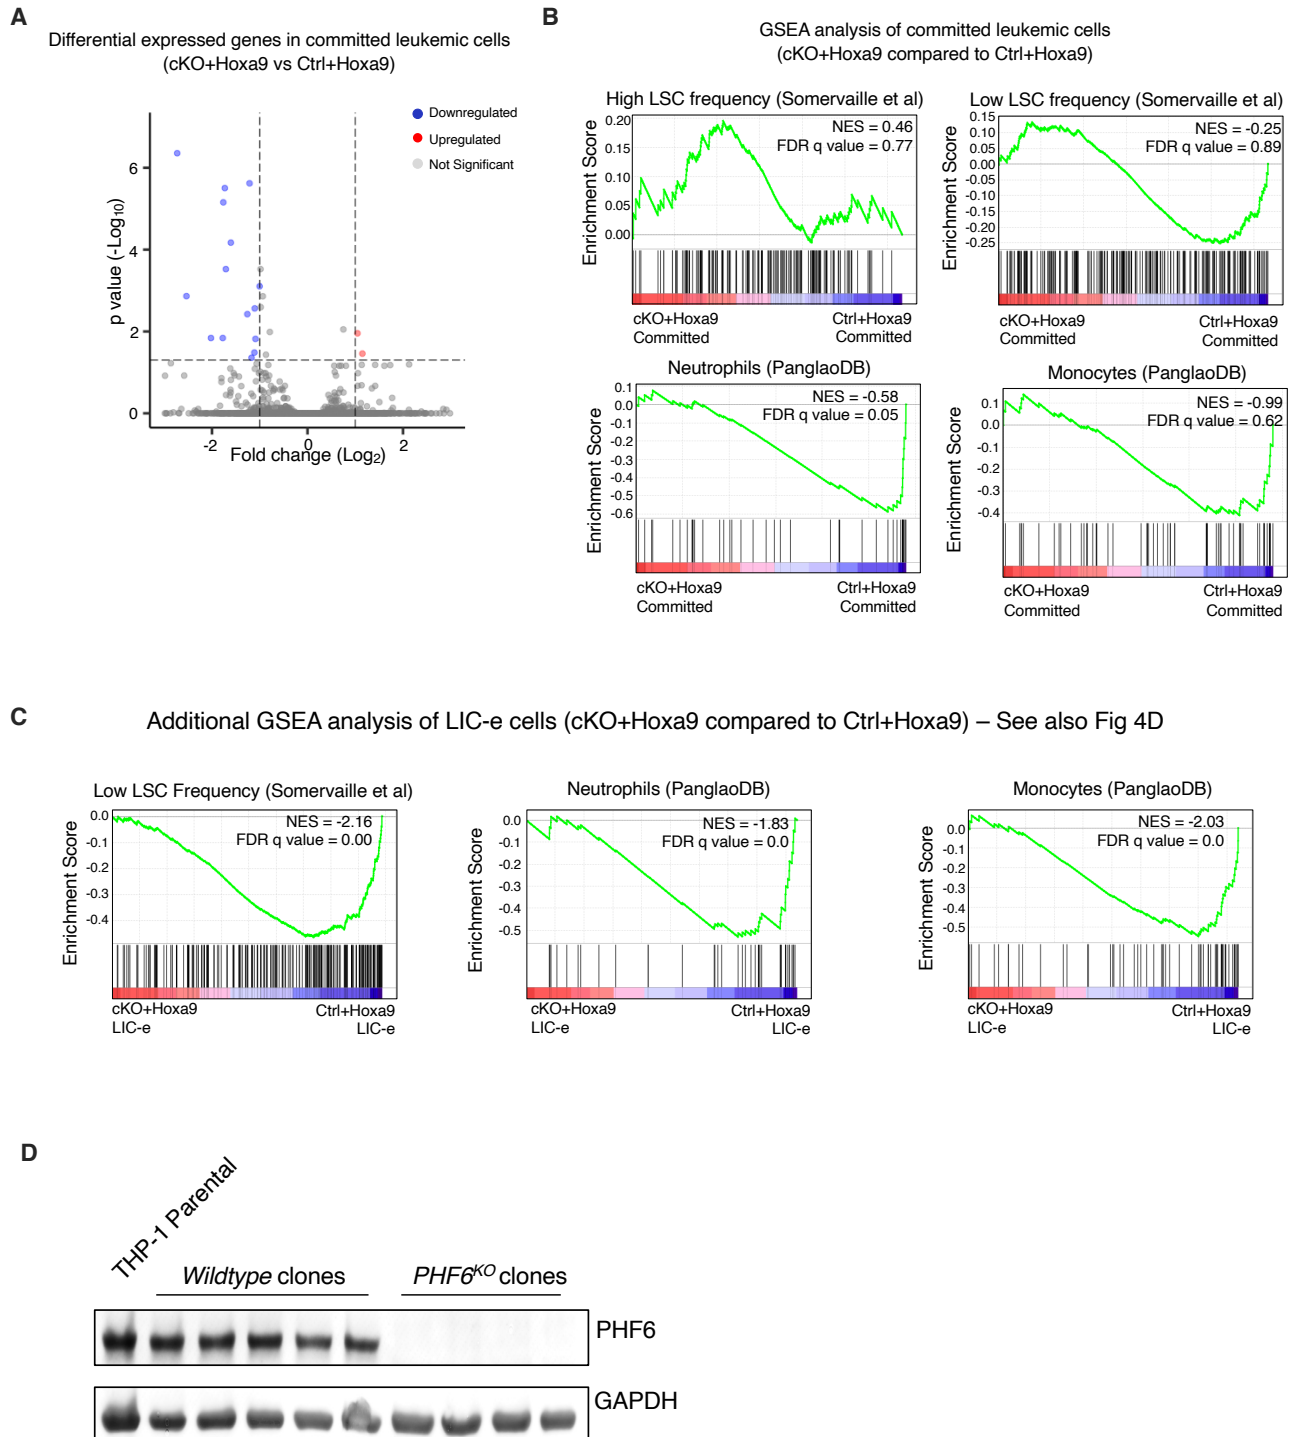 A
Differential expressed genes in committed leukemic cells
(cKO+Hoxa9 vs Ctrl+Hoxa9)
Downregulated
Upregulated
Not Significant
p value (-Log10)
6
4
2
0
-2
0
2
Fold change (Log2)
B
GSEA analysis of committed leukemic cells
(cKO+Hoxa9 compared to Ctrl+Hoxa9)
High LSC frequency (Somervaille et al)
NES = 0.46
FDR q value = 0.77
Enrichment Score
0.20
0.15
0.10
0.05
0.00
cKO+Hoxa9
Committed
Ctrl+Hoxa9
Committed
Low LSC frequency (Somervaille et al)
NES = -0.25
FDR q value = 0.89
Enrichment Score
0.15
0.10
0.05
0.00
-0.05
-0.10
-0.15
-0.20
-0.25
cKO+Hoxa9
Committed
Ctrl+Hoxa9
Committed
Neutrophils (PanglaoDB)
NES = -0.58
FDR q value = 0.05
Enrichment Score
0.1
0.0
-0.1
-0.2
-0.3
-0.4
-0.5
-0.6
cKO+Hoxa9
Committed
Ctrl+Hoxa9
Committed
Monocytes (PanglaoDB)
NES = -0.99
FDR q value = 0.62
Enrichment Score
0.1
0.0
-0.1
-0.2
-0.3
-0.4
cKO+Hoxa9
Committed
Ctrl+Hoxa9
Committed
C
Additional GSEA analysis of LIC-e cells (cKO+Hoxa9 compared to Ctrl+Hoxa9) – See also Fig 4D
Low LSC Frequency (Somervaille et al)
NES = -2.16
FDR q value = 0.00
Enrichment Score
0.0
-0.1
-0.2
-0.3
-0.4
cKO+Hoxa9
LIC-e
Ctrl+Hoxa9
LIC-e
Neutrophils (PanglaoDB)
NES = -1.83
FDR q value = 0.0
Enrichment Score
0.0
-0.1
-0.2
-0.3
-0.4
-0.5
cKO+Hoxa9
LIC-e
Ctrl+Hoxa9
LIC-e
Monocytes (PanglaoDB)
NES = -2.03
FDR q value = 0.0
Enrichment Score
0.0
-0.1
-0.2
-0.3
-0.4
-0.5
cKO+Hoxa9
LIC-e
Ctrl+Hoxa9
LIC-e
D
THP-1 Parental
Wildtype clones
PHF6KO clones
PHF6
GAPDH